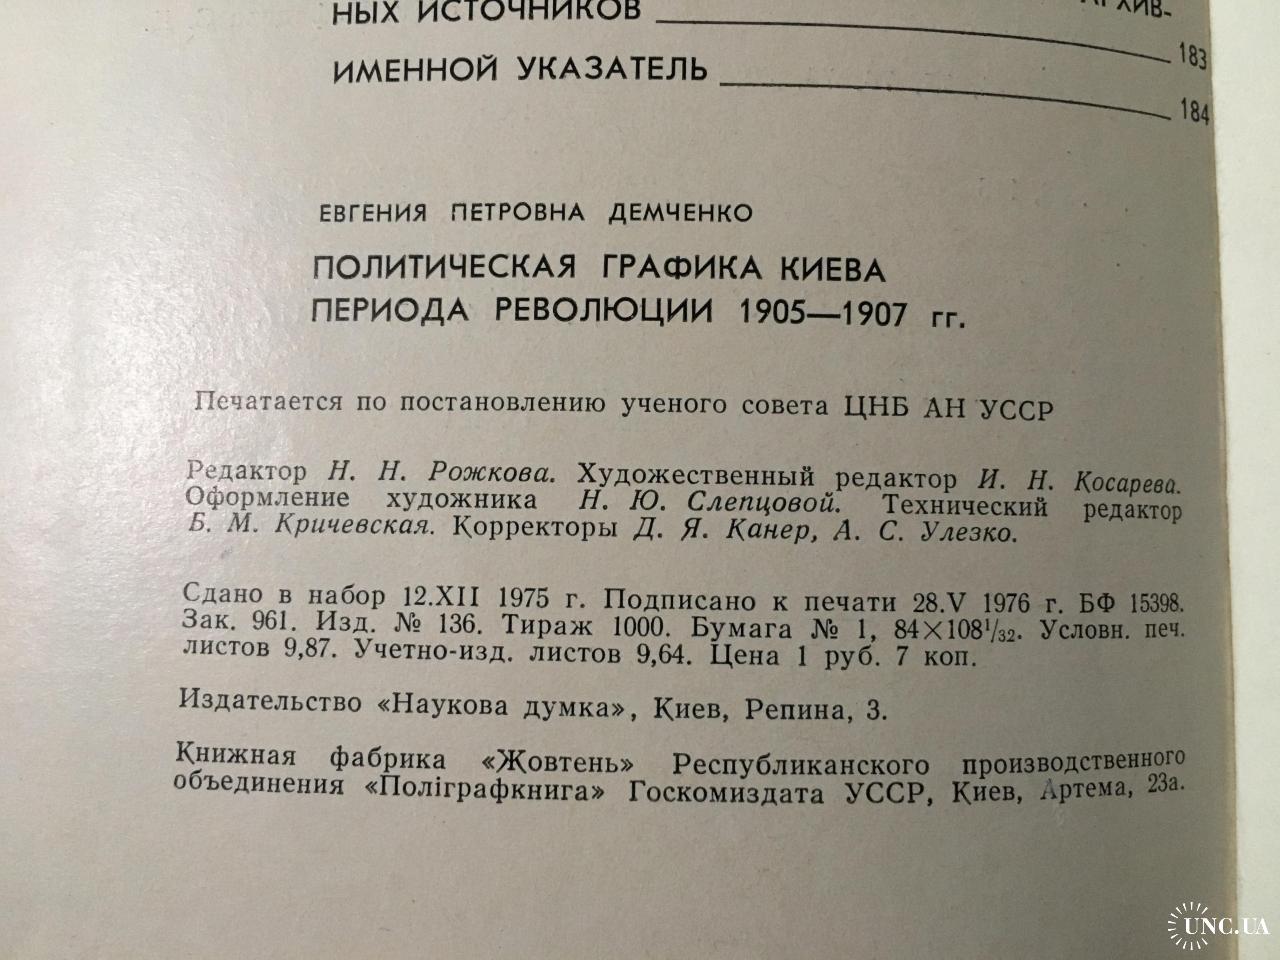 АРХИВ-
НЫХ ИСТОЧНИКОВ 183
ИМЕННОЙ УКАЗАТЕЛЬ 184
ЕВГЕНИЯ ПЕТРОВНА ДЕМЧЕНКО
ПОЛИТИЧЕСКАЯ ГРАФИКА КИЕВА
ПЕРИОДА РЕВОЛЮЦИИ 1905—1907 гг.
Печатается по постановлению ученого совета ЦНБ АН УССР
Редактор Н. Н. Рожкова. Художественный редактор И. Н. Косарева.
Оформление художника Н. Ю. Слепцовой. Технический редактор
Б. М. Кричевская. Корректоры Д. Я. Канер, А. С. Улезко.
Сдано в набор 12.XII 1975 г. Подписано к печати 28.V 1976 г. БФ 15398.
Зак. 961. Изд. № 136. Тираж 1000. Бумага № 1, 84×108¹/₃₂. Условн. печ.
листов 9,87. Учетно-изд. листов 9,64. Цена 1 руб. 7 коп.
Издательство «Наукова думка», Киев, Репина, 3.
Книжная фабрика «Жовтень» Республиканского производственного
объединения «Поліграфкнига» Госкомиздата УССР, Киев, Артема, 23а.
UNC.UA